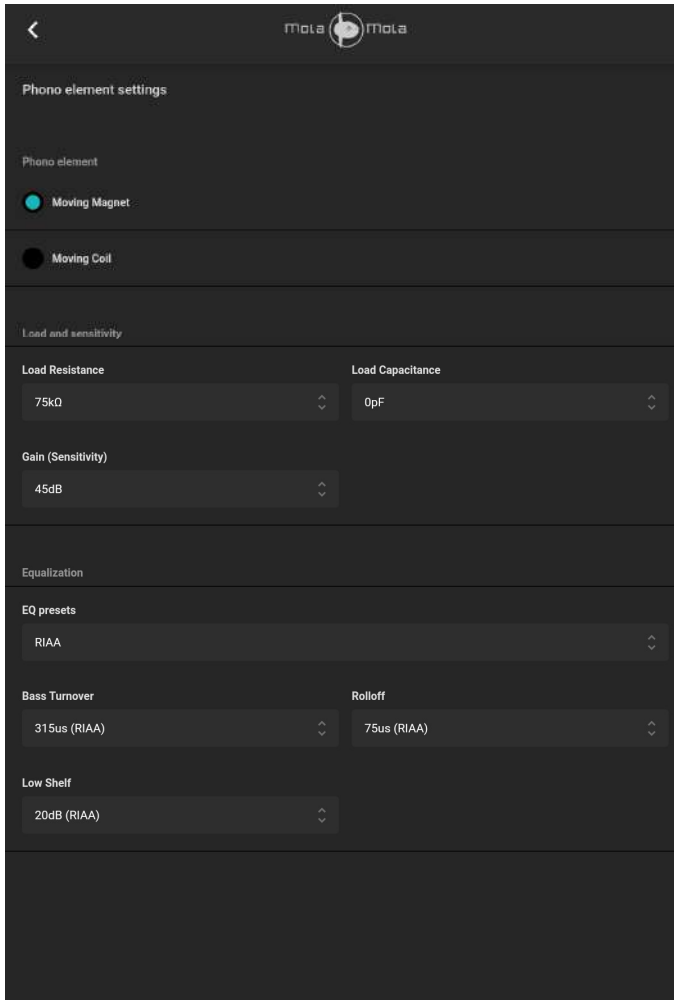 mola mola
Phono element settings
Phono element
Moving Magnet
Moving Coil
Load and sensitivity
Load Resistance
Load Capacitance
75kΩ
0pF
Gain (Sensitivity)
45dB
Equalization
EQ presets
RIAA
Bass Turnover
Rolloff
315us (RIAA)
75us (RIAA)
Low Shelf
20dB (RIAA)